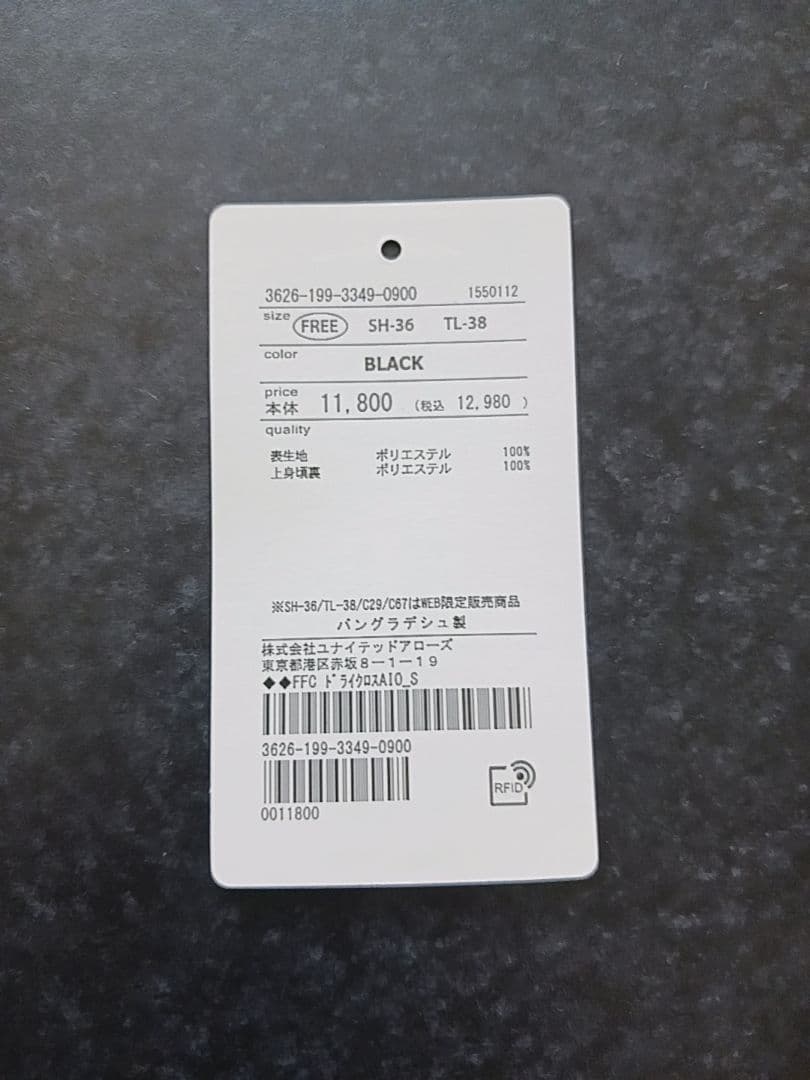 3626-199-3349-0900 1550112
size FREE SH-36 TL-38
color
BLACK
price
本体 11,800 (税込 12,980 )
quality
表生地 ポリエステル 100%
上身頃裏 ポリエステル 100%
※SH-36/TL-38/C29/C67はWEB限定販売商品
バングラデシュ製
株式会社ユナイテッドアローズ
東京都港区赤坂8ー1ー19
◆◆FFC ﾄﾞﾗｲｸﾛｽAIO_S
3626-199-3349-0900
RFID
0011800